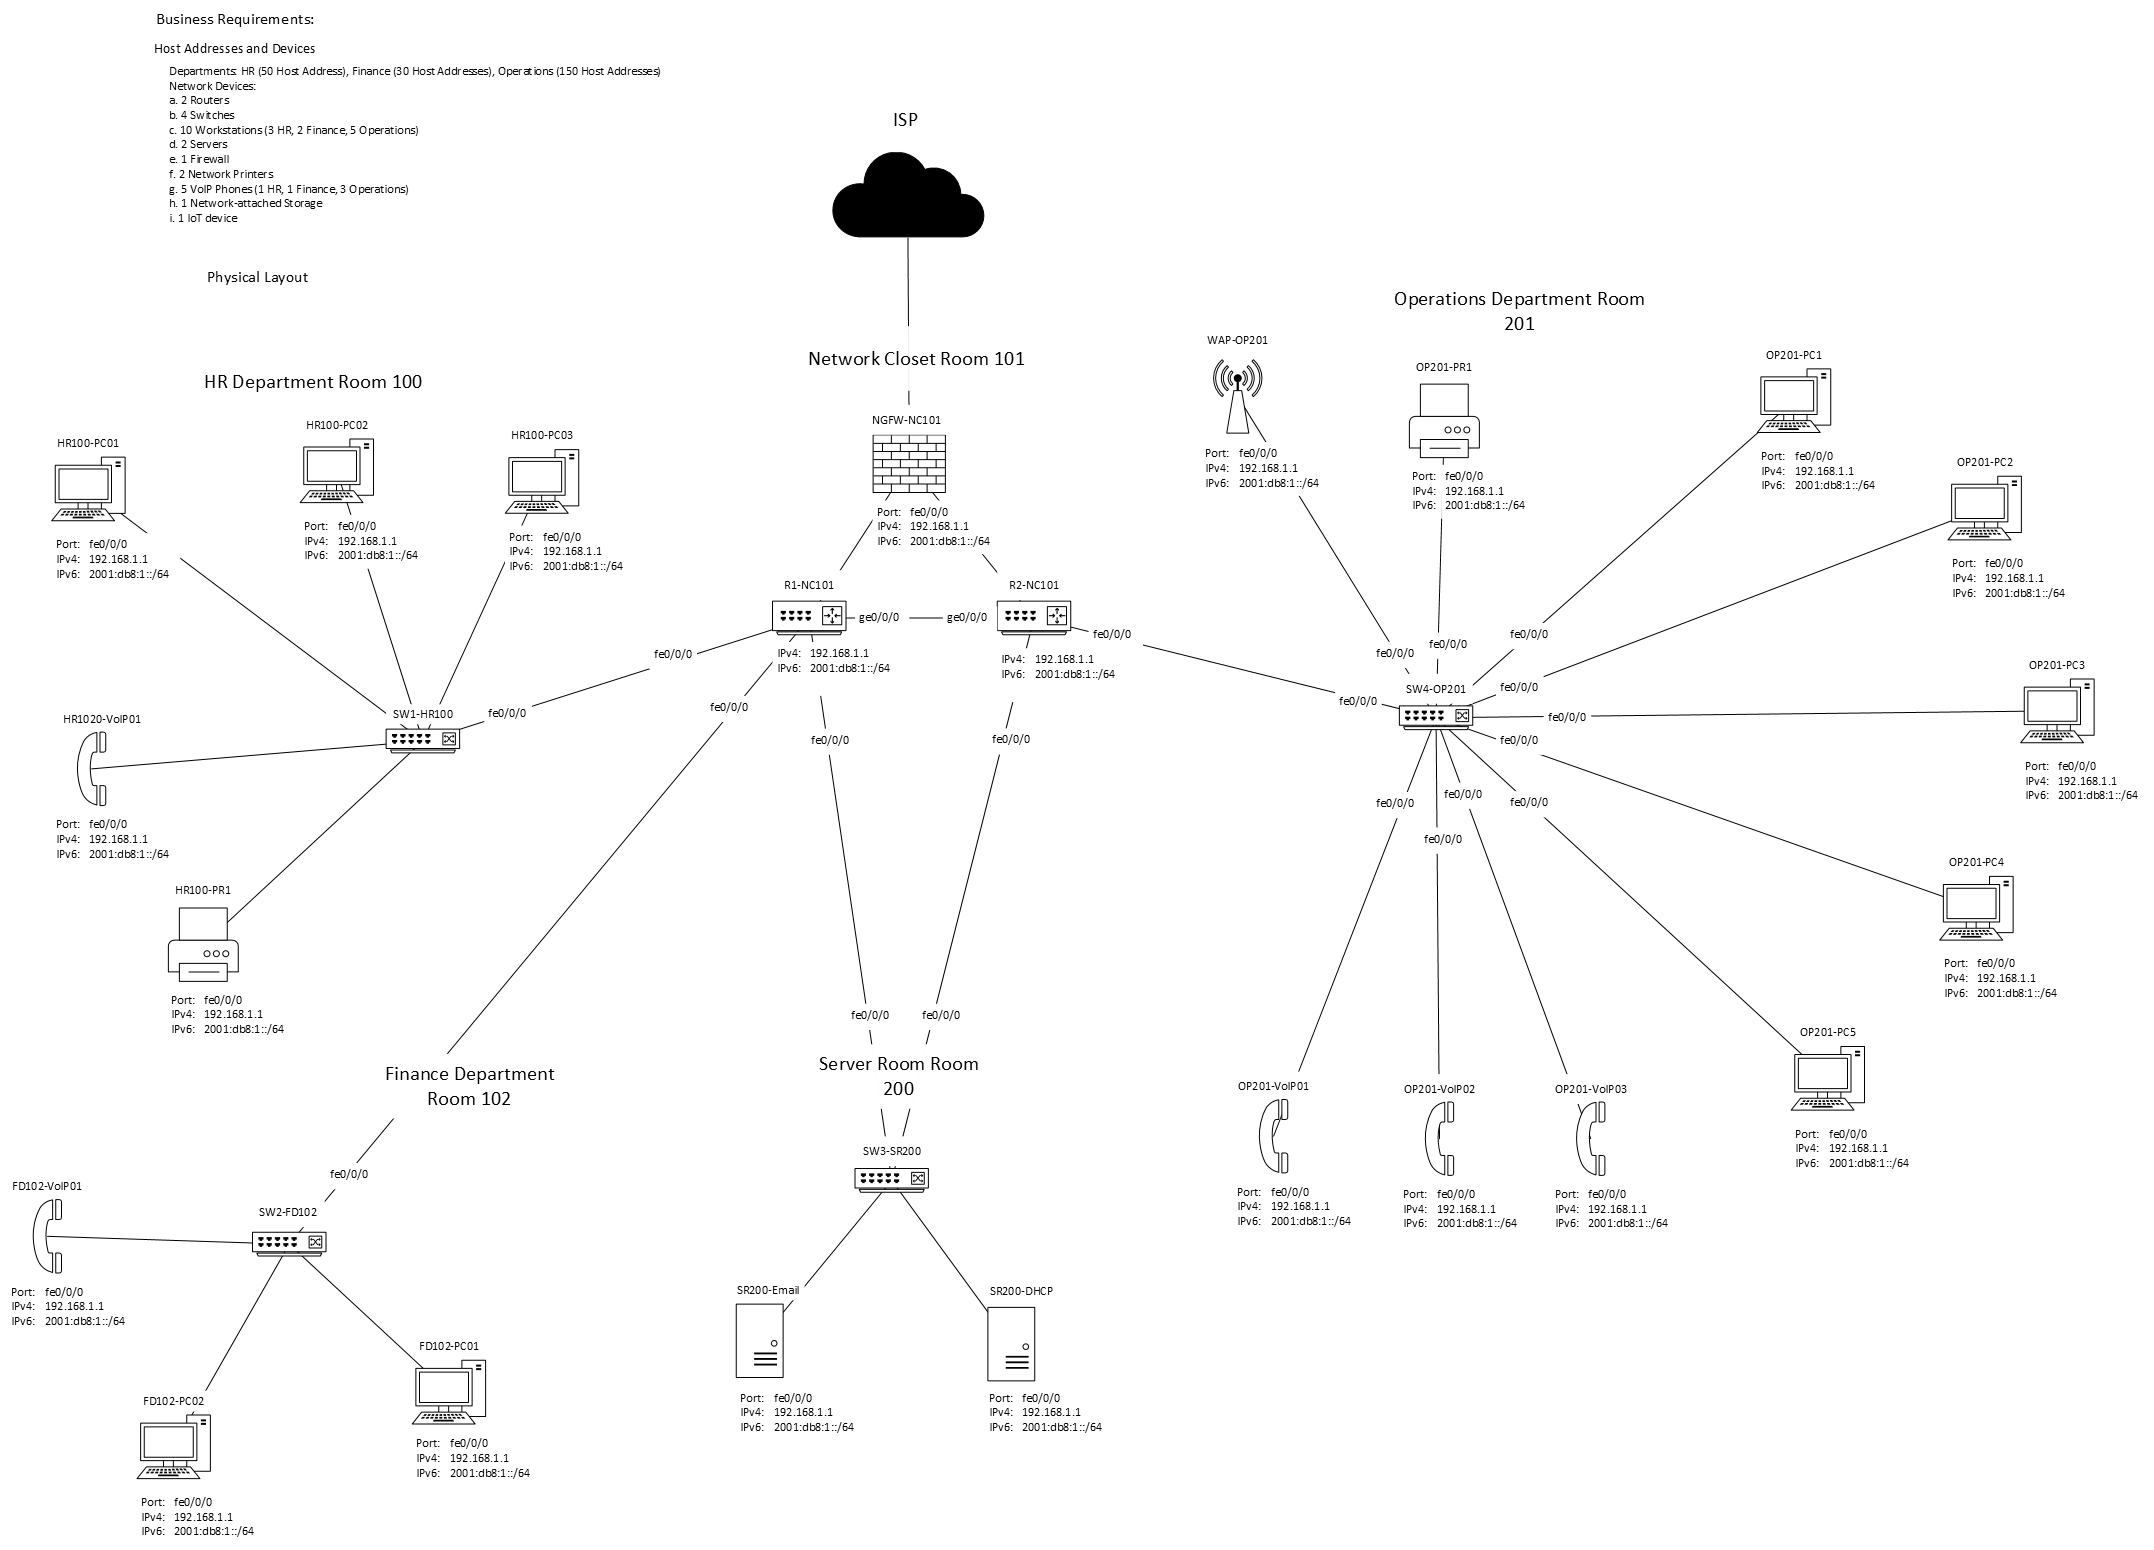 Business Requirements:
Host Addresses and Devices
Departments: HR (50 Host Address), Finance (30 Host Addresses), Operations (150 Host Addresses)
Network Devices:
a. 2 Routers
b. 4 Switches
c. 10 Workstations (3 HR, 2 Finance, 5 Operations)
d. 2 Servers
e. 1 Firewall
f. 2 Network Printers
g. 5 VoIP Phones (1 HR, 1 Finance, 3 Operations)
h. 1 Network-attached Storage
i. 1 IoT device
Physical Layout
ISP
Network Closet Room 101
NGFW-NC101
Port: fe0/0/0
IPv4: 192.168.1.1
IPv6: 2001:db8:1::/64
R1-NC101
ge0/0/0
IPv4: 192.168.1.1
IPv6: 2001:db8:1::/64
fe0/0/0
fe0/0/0
fe0/0/0
R2-NC101
ge0/0/0
IPv4: 192.168.1.1
IPv6: 2001:db8:1::/64
fe0/0/0
fe0/0/0
HR Department Room 100
HR100-PC01
Port: fe0/0/0
IPv4: 192.168.1.1
IPv6: 2001:db8:1::/64
HR100-PC02
Port: fe0/0/0
IPv4: 192.168.1.1
IPv6: 2001:db8:1::/64
HR100-PC03
Port: fe0/0/0
IPv4: 192.168.1.1
IPv6: 2001:db8:1::/64
SW1-HR100
fe0/0/0
HR1020-VoIP01
Port: fe0/0/0
IPv4: 192.168.1.1
IPv6: 2001:db8:1::/64
HR100-PR1
Port: fe0/0/0
IPv4: 192.168.1.1
IPv6: 2001:db8:1::/64
Operations Department Room
201
WAP-OP201
Port: fe0/0/0
IPv4: 192.168.1.1
IPv6: 2001:db8:1::/64
OP201-PR1
Port: fe0/0/0
IPv4: 192.168.1.1
IPv6: 2001:db8:1::/64
OP201-PC1
Port: fe0/0/0
IPv4: 192.168.1.1
IPv6: 2001:db8:1::/64
OP201-PC2
Port: fe0/0/0
IPv4: 192.168.1.1
IPv6: 2001:db8:1::/64
OP201-PC3
Port: fe0/0/0
IPv4: 192.168.1.1
IPv6: 2001:db8:1::/64
fe0/0/0
fe0/0/0
fe0/0/0
SW4-OP201
fe0/0/0
fe0/0/0
fe0/0/0
fe0/0/0
fe0/0/0
fe0/0/0
fe0/0/0
fe0/0/0
OP201-PC4
Port: fe0/0/0
IPv4: 192.168.1.1
IPv6: 2001:db8:1::/64
OP201-PC5
Port: fe0/0/0
IPv4: 192.168.1.1
IPv6: 2001:db8:1::/64
OP201-VoIP01
Port: fe0/0/0
IPv4: 192.168.1.1
IPv6: 2001:db8:1::/64
OP201-VoIP02
Port: fe0/0/0
IPv4: 192.168.1.1
IPv6: 2001:db8:1::/64
OP201-VoIP03
Port: fe0/0/0
IPv4: 192.168.1.1
IPv6: 2001:db8:1::/64
Finance Department
Room 102
fe0/0/0
FD102-VoIP01
Port: fe0/0/0
IPv4: 192.168.1.1
IPv6: 2001:db8:1::/64
SW2-FD102
FD102-PC01
Port: fe0/0/0
IPv4: 192.168.1.1
IPv6: 2001:db8:1::/64
FD102-PC02
Port: fe0/0/0
IPv4: 192.168.1.1
IPv6: 2001:db8:1::/64
fe0/0/0
fe0/0/0
Server Room Room
200
SW3-SR200
SR200-Email
Port: fe0/0/0
IPv4: 192.168.1.1
IPv6: 2001:db8:1::/64
SR200-DHCP
Port: fe0/0/0
IPv4: 192.168.1.1
IPv6: 2001:db8:1::/64